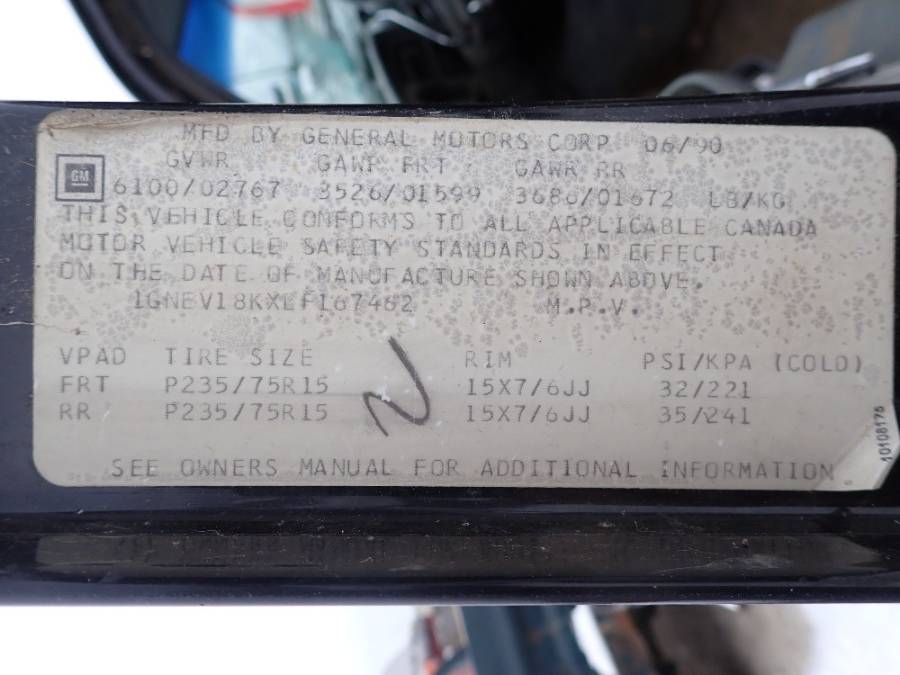 MFD BY GENERAL MOTORS CORP 06/90
GVWR GAWR FRT GAWR RR
GM
6100/02767 3526/01599 3686/01672 LB/KG
THIS VEHICLE CONFORMS TO ALL APPLICABLE CANADA
MOTOR VEHICLE SAFETY STANDARDS IN EFFECT
ON THE DATE OF MANUFACTURE SHOWN ABOVE.
1GNEV18KXLF167462 M.P.V.
VPAD TIRE SIZE RIM PSI/KPA (COLD)
FRT P235/75R15 15X7/6JJ 32/221
RR P235/75R15 15X7/6JJ 35/241
N
SEE OWNERS MANUAL FOR ADDITIONAL INFORMATION
10108176